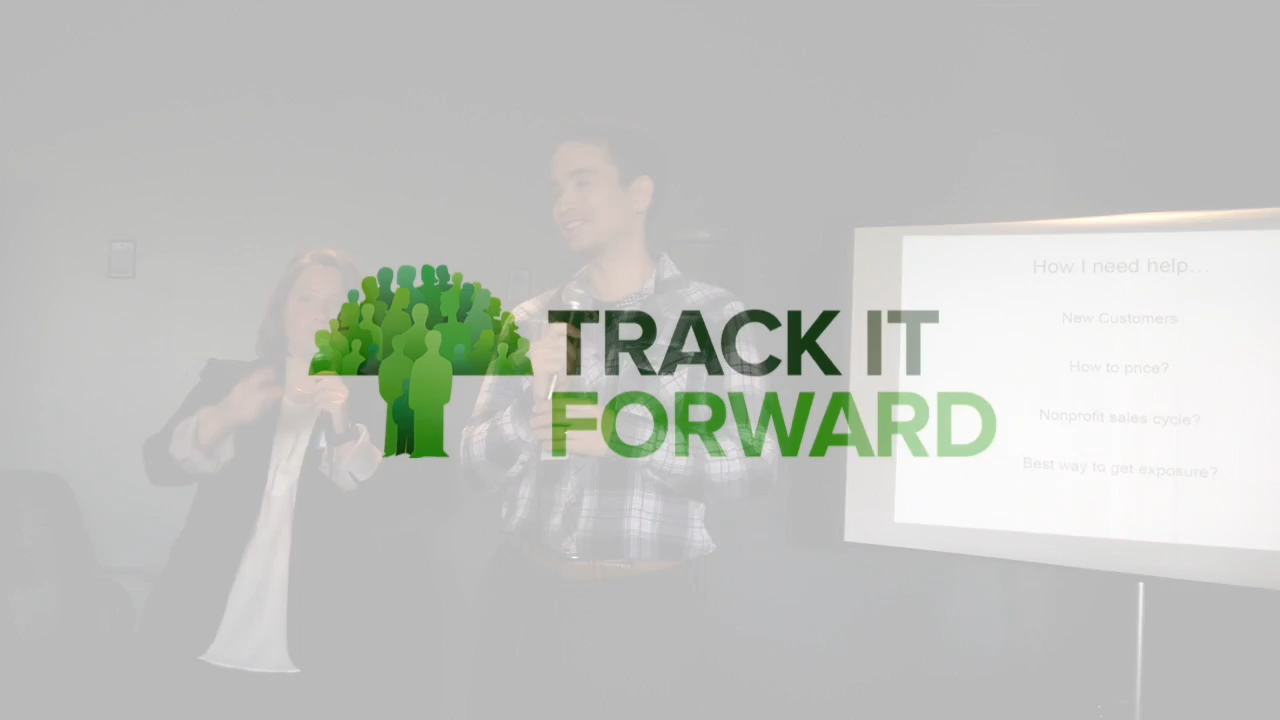 TRACK IT
FORWARD
How I need help...
New Customers
How to price?
Nonprofit sales cycle?
Best way to get exposure?